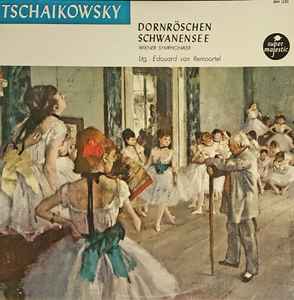 TSCHAIKOWSKY
DORNRÖSCHEN
SCHWANENSEE
WIENER SYMPHONIKER
Ltg. Edouard van Remoortel
super
majestic